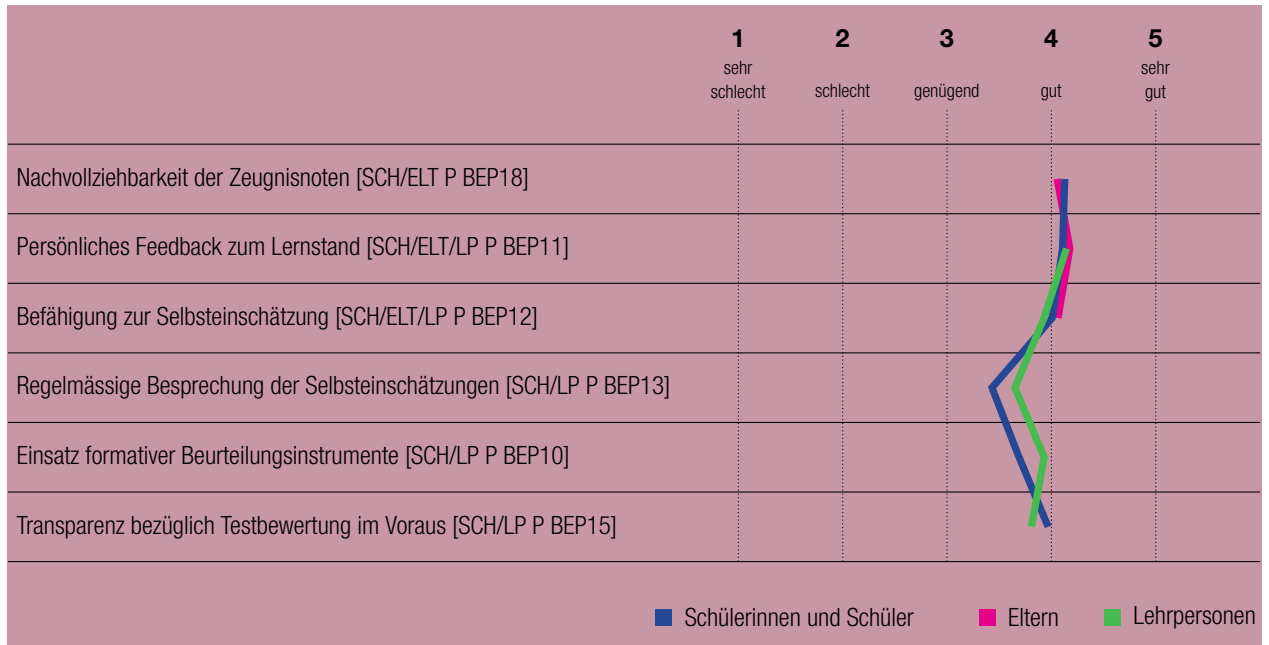 1 2 3 4 5
sehr schlecht schlecht genügend gut sehr gut
Nachvollziehbarkeit der Zeugnisnoten [SCH/ELT P BEP18]
Persönliches Feedback zum Lernstand [SCH/ELT/LP P BEP11]
Befähigung zur Selbsteinschätzung [SCH/ELT/LP P BEP12]
Regelmässige Besprechung der Selbsteinschätzungen [SCH/LP P BEP13]
Einsatz formativer Beurteilungsinstrumente [SCH/LP P BEP10]
Transparenz bezüglich Testbewertung im Voraus [SCH/LP P BEP15]
Schülerinnen und Schüler Eltern Lehrpersonen